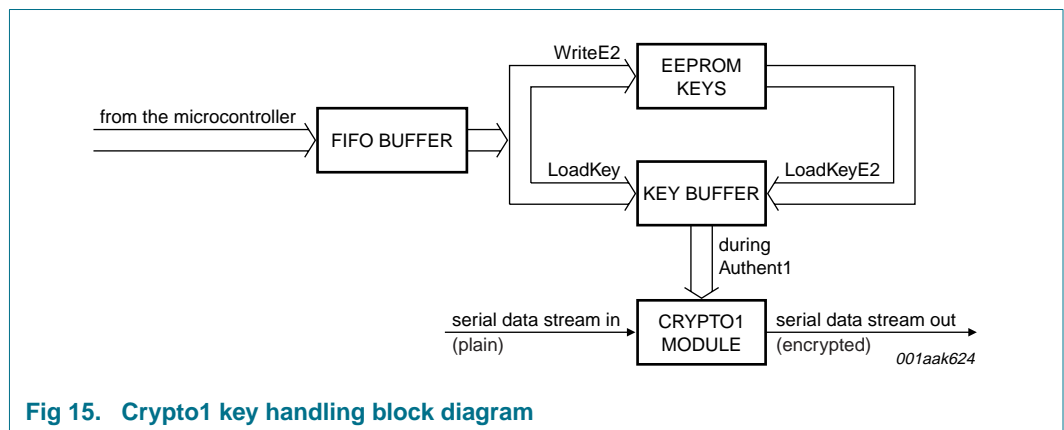 WriteE2
EEPROM
KEYS
from the microcontroller
FIFO BUFFER
LoadKey
LoadKeyE2
KEY BUFFER
during
Authent1
serial data stream in
(plain)
CRYPTO1
MODULE
serial data stream out
(encrypted)
001aak624
Fig 15. Crypto1 key handling block diagram